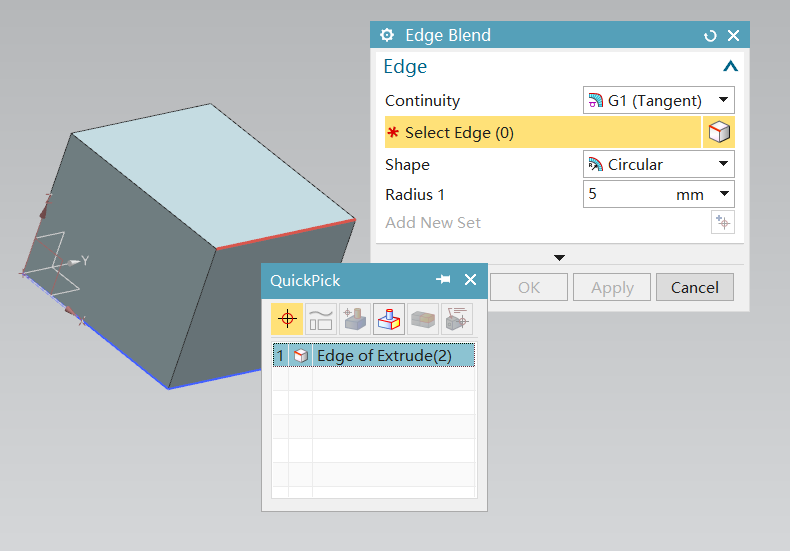 Edge Blend
Edge
Continuity G1 (Tangent)
* Select Edge (0)
Shape Circular
Radius 1 5 mm
Add New Set
OK Apply Cancel
QuickPick
1 Edge of Extrude(2)
Y